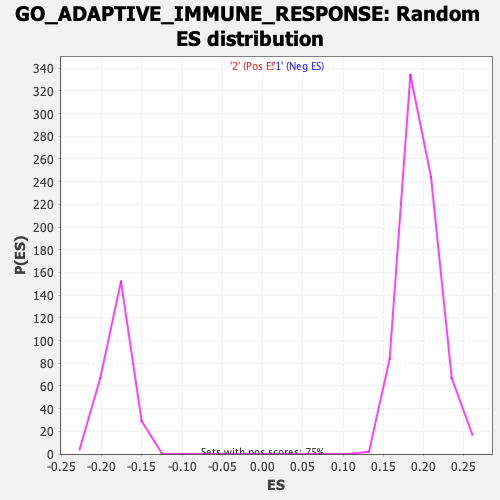 GO_ADAPTIVE_IMMUNE_RESPONSE: Random
ES distribution
'2' (Pos ES '1' (Neg ES)
340
320
300
280
260
240
220
200
180
160
140
120
100
80
60
40
20
0
P(ES)
Sets with pos scores: 75%
-0.25 -0.20 -0.15 -0.10 -0.05 0.00 0.05 0.10 0.15 0.20 0.25
ES